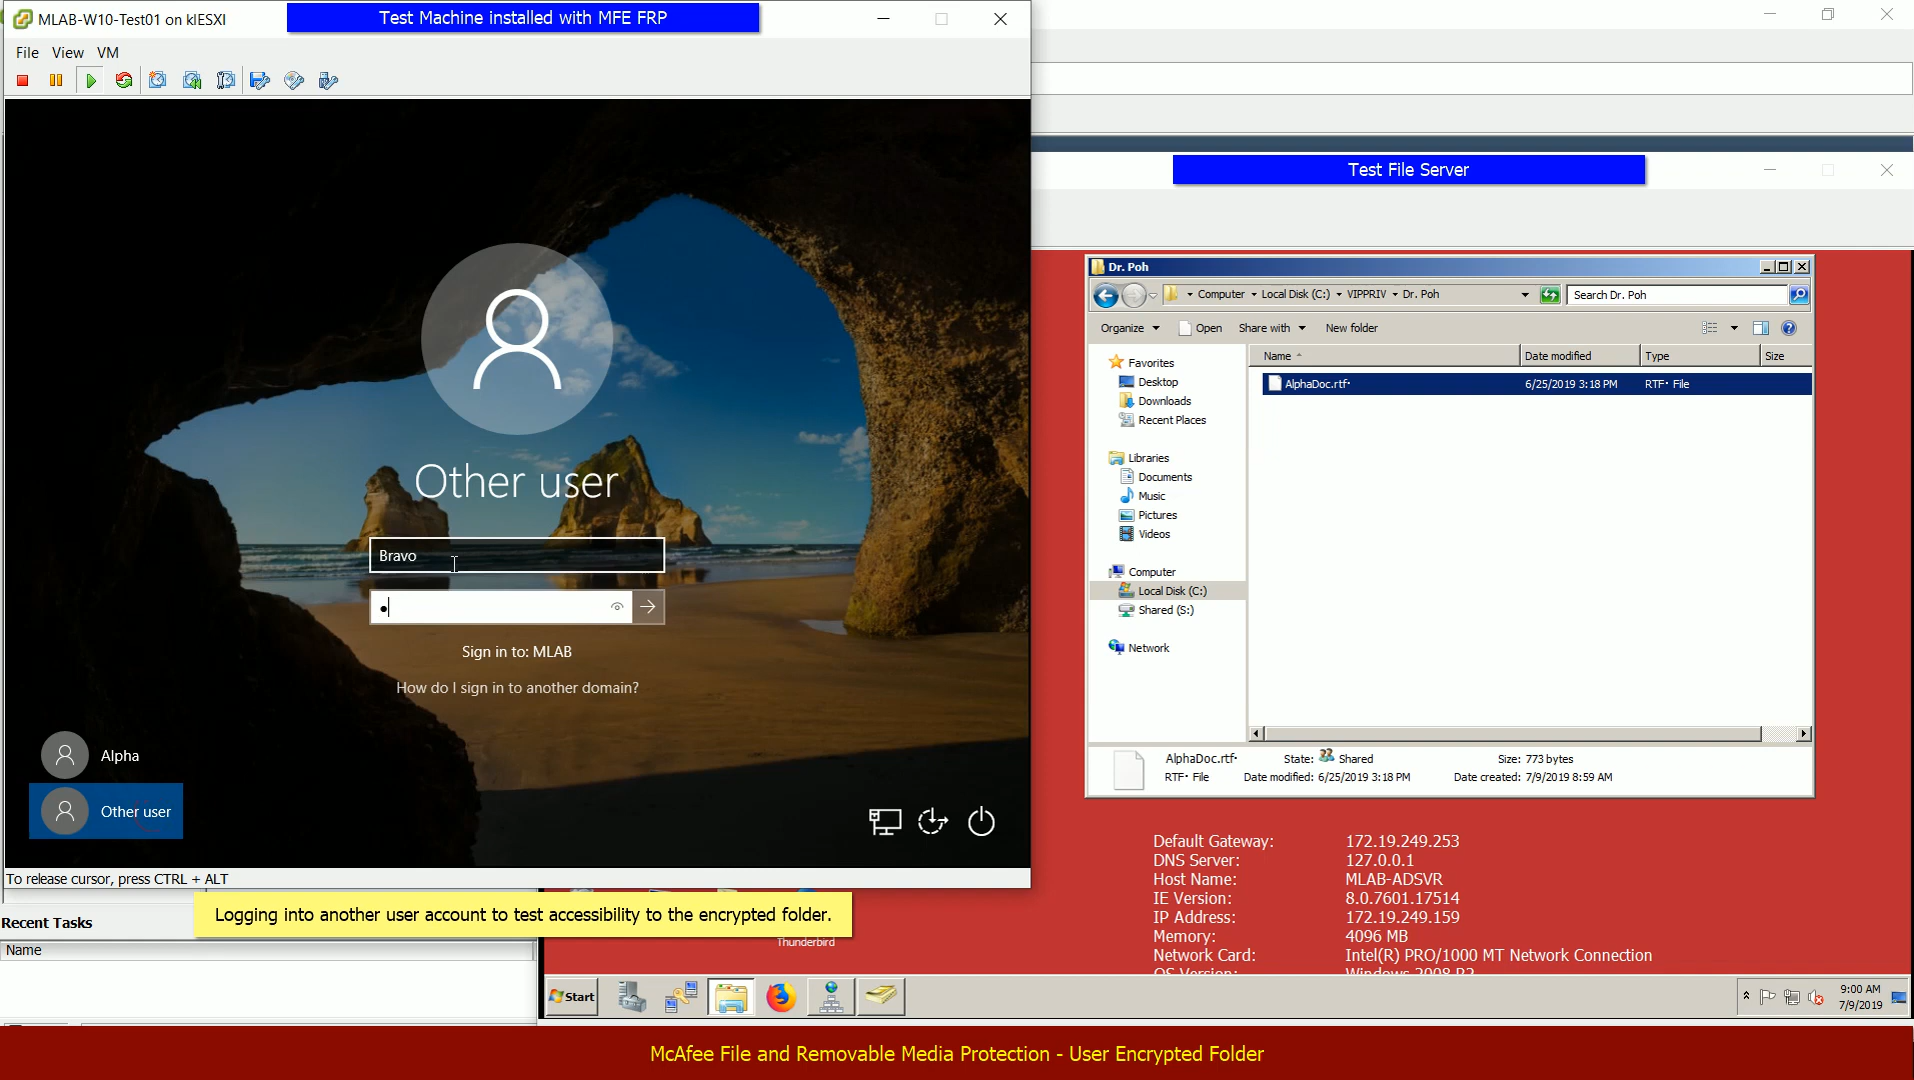 MLAB-W10-Test01 on klESXI
Test Machine installed with MFE FRP
File View VM
Other user
Bravo
Sign in to: MLAB
How do I sign in to another domain?
Alpha
Other user
To release cursor, press CTRL + ALT
Recent Tasks
Name
Logging into another user account to test accessibility to the encrypted folder.
Thunderbird
Test File Server
Dr. Poh
Computer Local Disk (C:) VIPPRIV Dr. Poh
Search Dr. Poh
Organize Open Share with New folder
Favorites
Desktop
Downloads
Recent Places
Libraries
Documents
Music
Pictures
Videos
Computer
Local Disk (C:)
Shared (S:)
Network
Name Date modified Type Size
AlphaDoc.rtf· 6/25/2019 3:18 PM RTF· File
AlphaDoc.rtf· State: Shared Size: 773 bytes
RTF· File Date modified: 6/25/2019 3:18 PM Date created: 7/9/2019 8:59 AM
Default Gateway: 172.19.249.253
DNS Server: 127.0.0.1
Host Name: MLAB-ADSVR
IE Version: 8.0.7601.17514
IP Address: 172.19.249.159
Memory: 4096 MB
Network Card: Intel(R) PRO/1000 MT Network Connection
OS Version: Windows 2008 R2
Start
9:00 AM
7/9/2019
McAfee File and Removable Media Protection - User Encrypted Folder